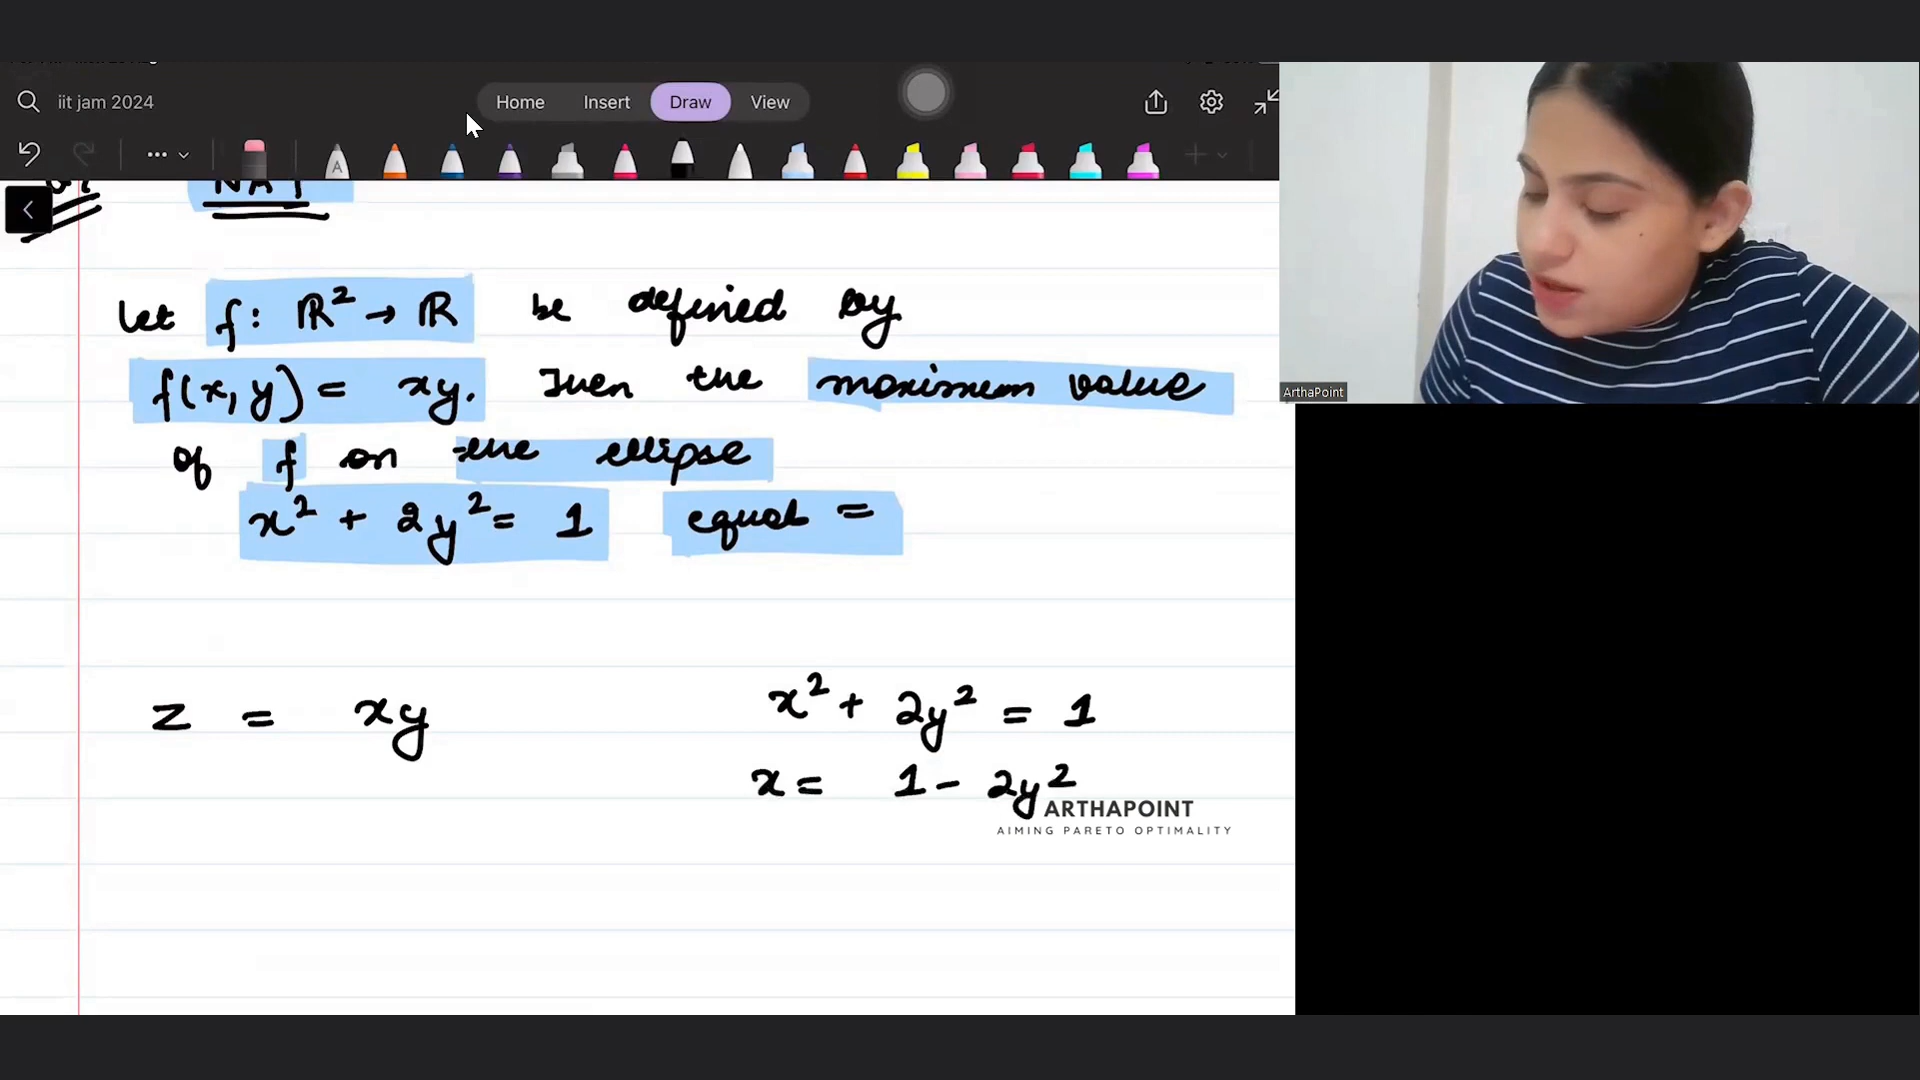 iit jam 2024
Home Insert Draw View
NAT
Let f: ℝ² → ℝ be defined by
f(x, y) = xy. Then the maximum value
of f on the ellipse
x² + 2y² = 1 equal =
z = xy
x² + 2y² = 1
x = 1 - 2y²
ARTHAPOINT
AIMING PARETO OPTIMALITY
ArthaPoint